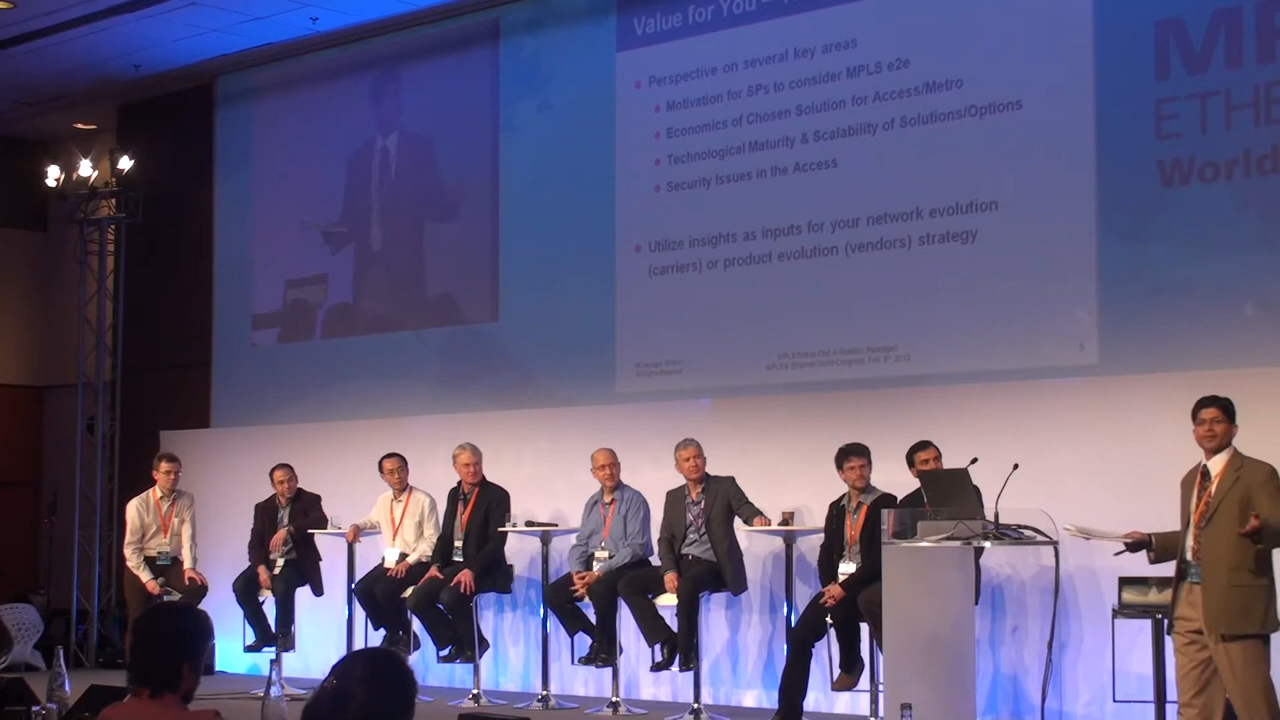 Value for You
Perspective on several key areas
Motivation for SPs to consider MPLS e2e
Economics of Chosen Solution for Access/Metro
Technological Maturity & Scalability of Solutions/Options
Security Issues in the Access
Utilize insights as inputs for your network evolution
(carriers) or product evolution (vendors) strategy
ETHE
World